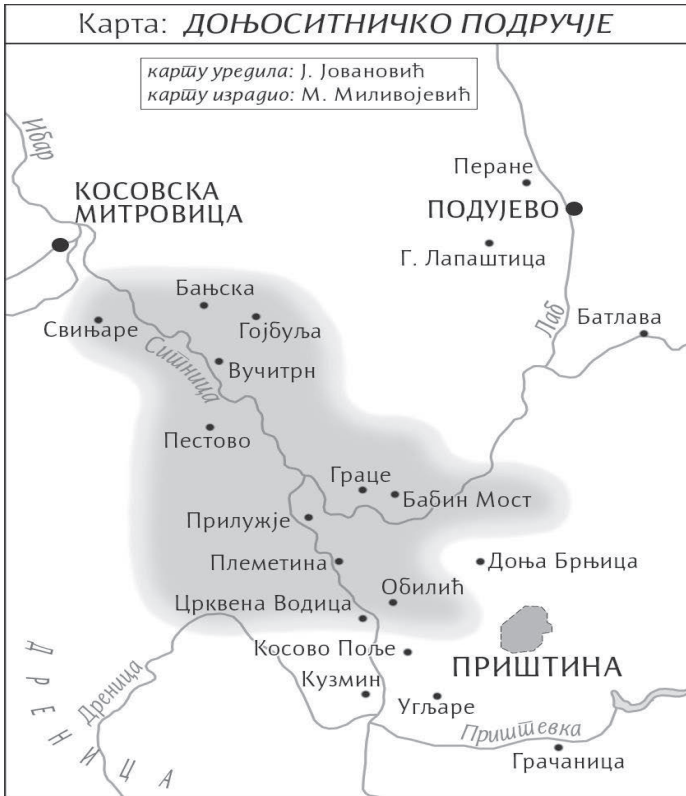 Карта: ДОЊОСИТНИЧКО ПОДРУЧЈЕ
карту уредила: Ј. Јовановић
карту израдио: М. Миливојевић
Ибар
Перане
КОСОВСКА
МИТРОВИЦА
ПОДУЈЕВО
Г. Лапаштица
Бањска
Гојбуља
Свињаре
Лаб
Батлава
Ситница
Вучитрн
Пестово
Граце
Бабин Мост
Прилужје
Племетина
Доња Брњица
Обилић
Црквена Водица
Косово Поље
ПРИШТИНА
Кузмин
Дреница
Угљаре
Приштевка
Грачаница
ДРЕНИЦА